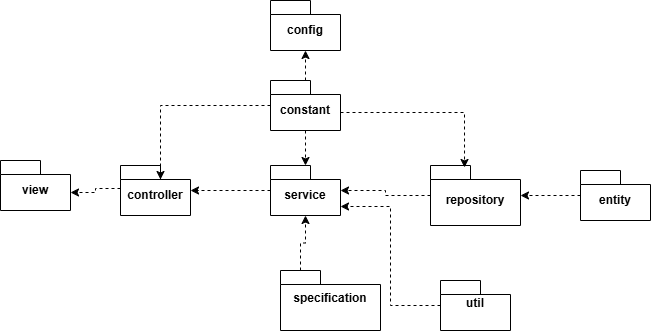 config
constant
view
controller
service
repository
entity
specification
util